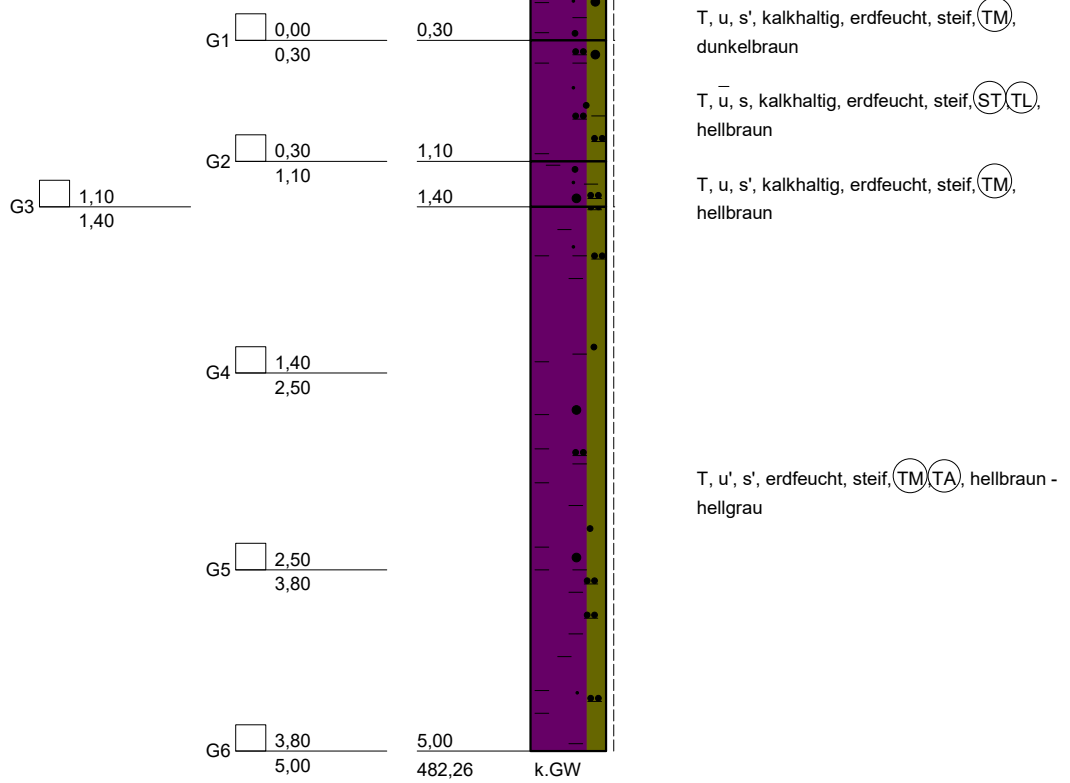 T, u, s', kalkhaltig, erdfeucht, steif, TM,
dunkelbraun
G1 0,00 0,30
0,30
T, u̅, s, kalkhaltig, erdfeucht, steif, ST, TL,
hellbraun
G2 0,30 1,10
1,10
T, u, s', kalkhaltig, erdfeucht, steif, TM,
hellbraun
G3 1,10 1,40
1,40
G4 1,40
2,50
T, u', s', erdfeucht, steif, TM, TA, hellbraun -
hellgrau
G5 2,50
3,80
G6 3,80 5,00
5,00 482,26 k.GW